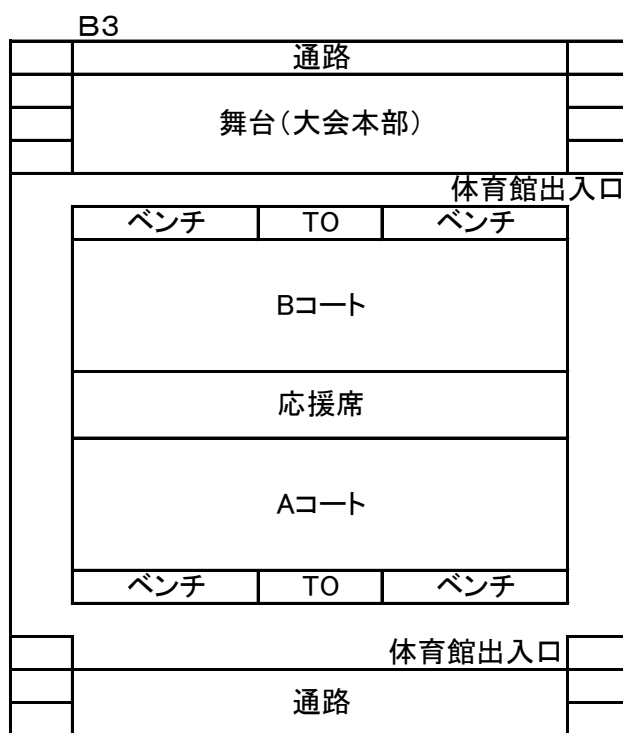 B3
通路
舞台（大会本部）
体育館出入口
ベンチ TO ベンチ
Bコート
応援席
Aコート
ベンチ TO ベンチ
体育館出入口
通路